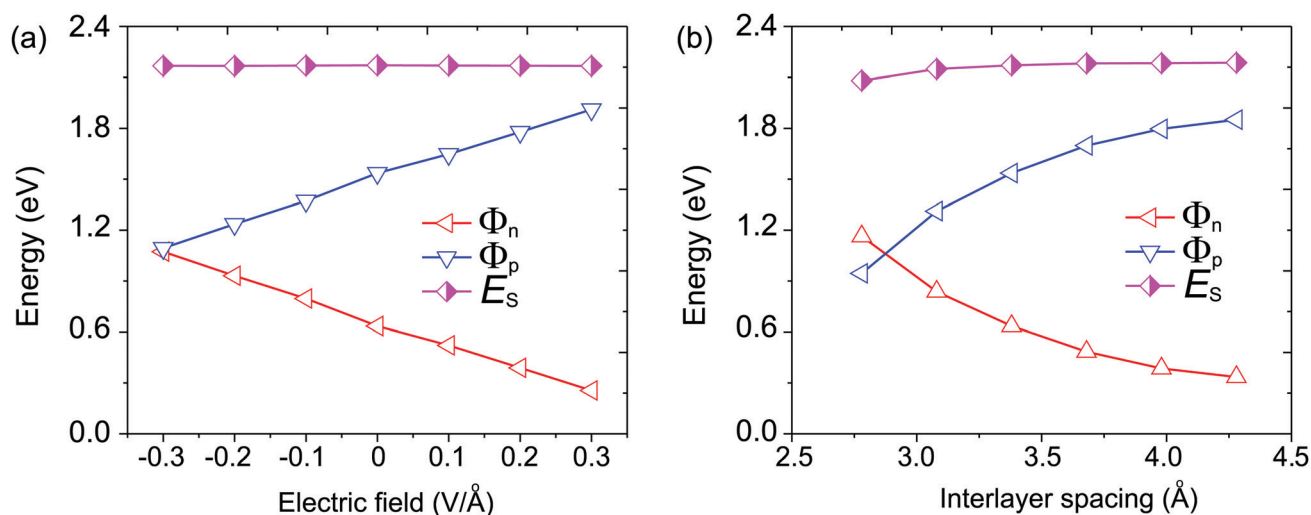 (a)
Energy (eV)
2.4
1.8
1.2
0.6
0.0
Φn
Φp
ES
-0.3 -0.2 -0.1 0 0.1 0.2 0.3
Electric field (V/Å)
(b)
Energy (eV)
2.4
1.8
1.2
0.6
0.0
Φn
Φp
ES
2.5 3.0 3.5 4.0 4.5
Interlayer spacing (Å)